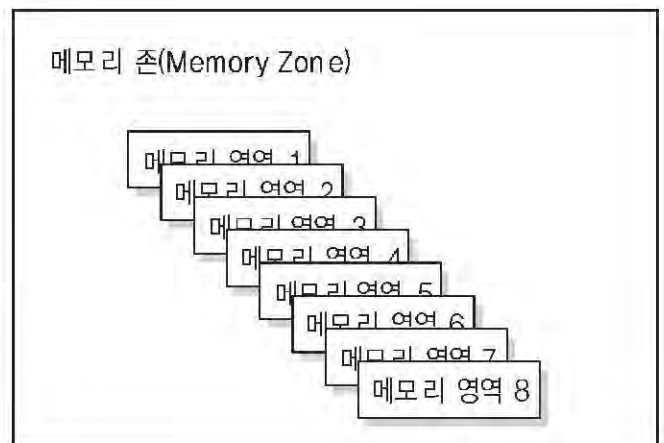 메모리 존(Memory Zone)
메모리 영역 1
메모리 영역 2
메모리 영역 3
메모리 영역 4
메모리 영역 5
메모리 영역 6
메모리 영역 7
메모리 영역 8